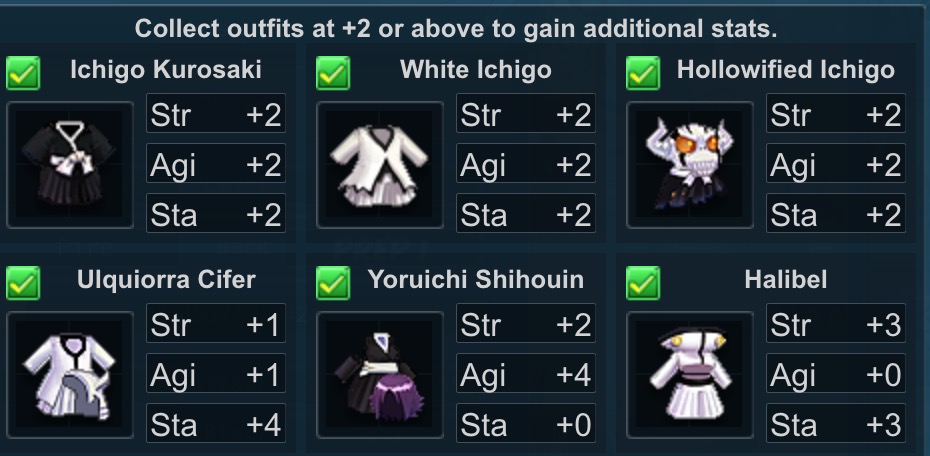 Collect outfits at +2 or above to gain additional stats.
Ichigo Kurosaki
Str +2
Agi +2
Sta +2
White Ichigo
Str +2
Agi +2
Sta +2
Hollowified Ichigo
Str +2
Agi +2
Sta +2
Ulquiorra Cifer
Str +1
Agi +1
Sta +4
Yoruichi Shihouin
Str +2
Agi +4
Sta +0
Halibel
Str +3
Agi +0
Sta +3